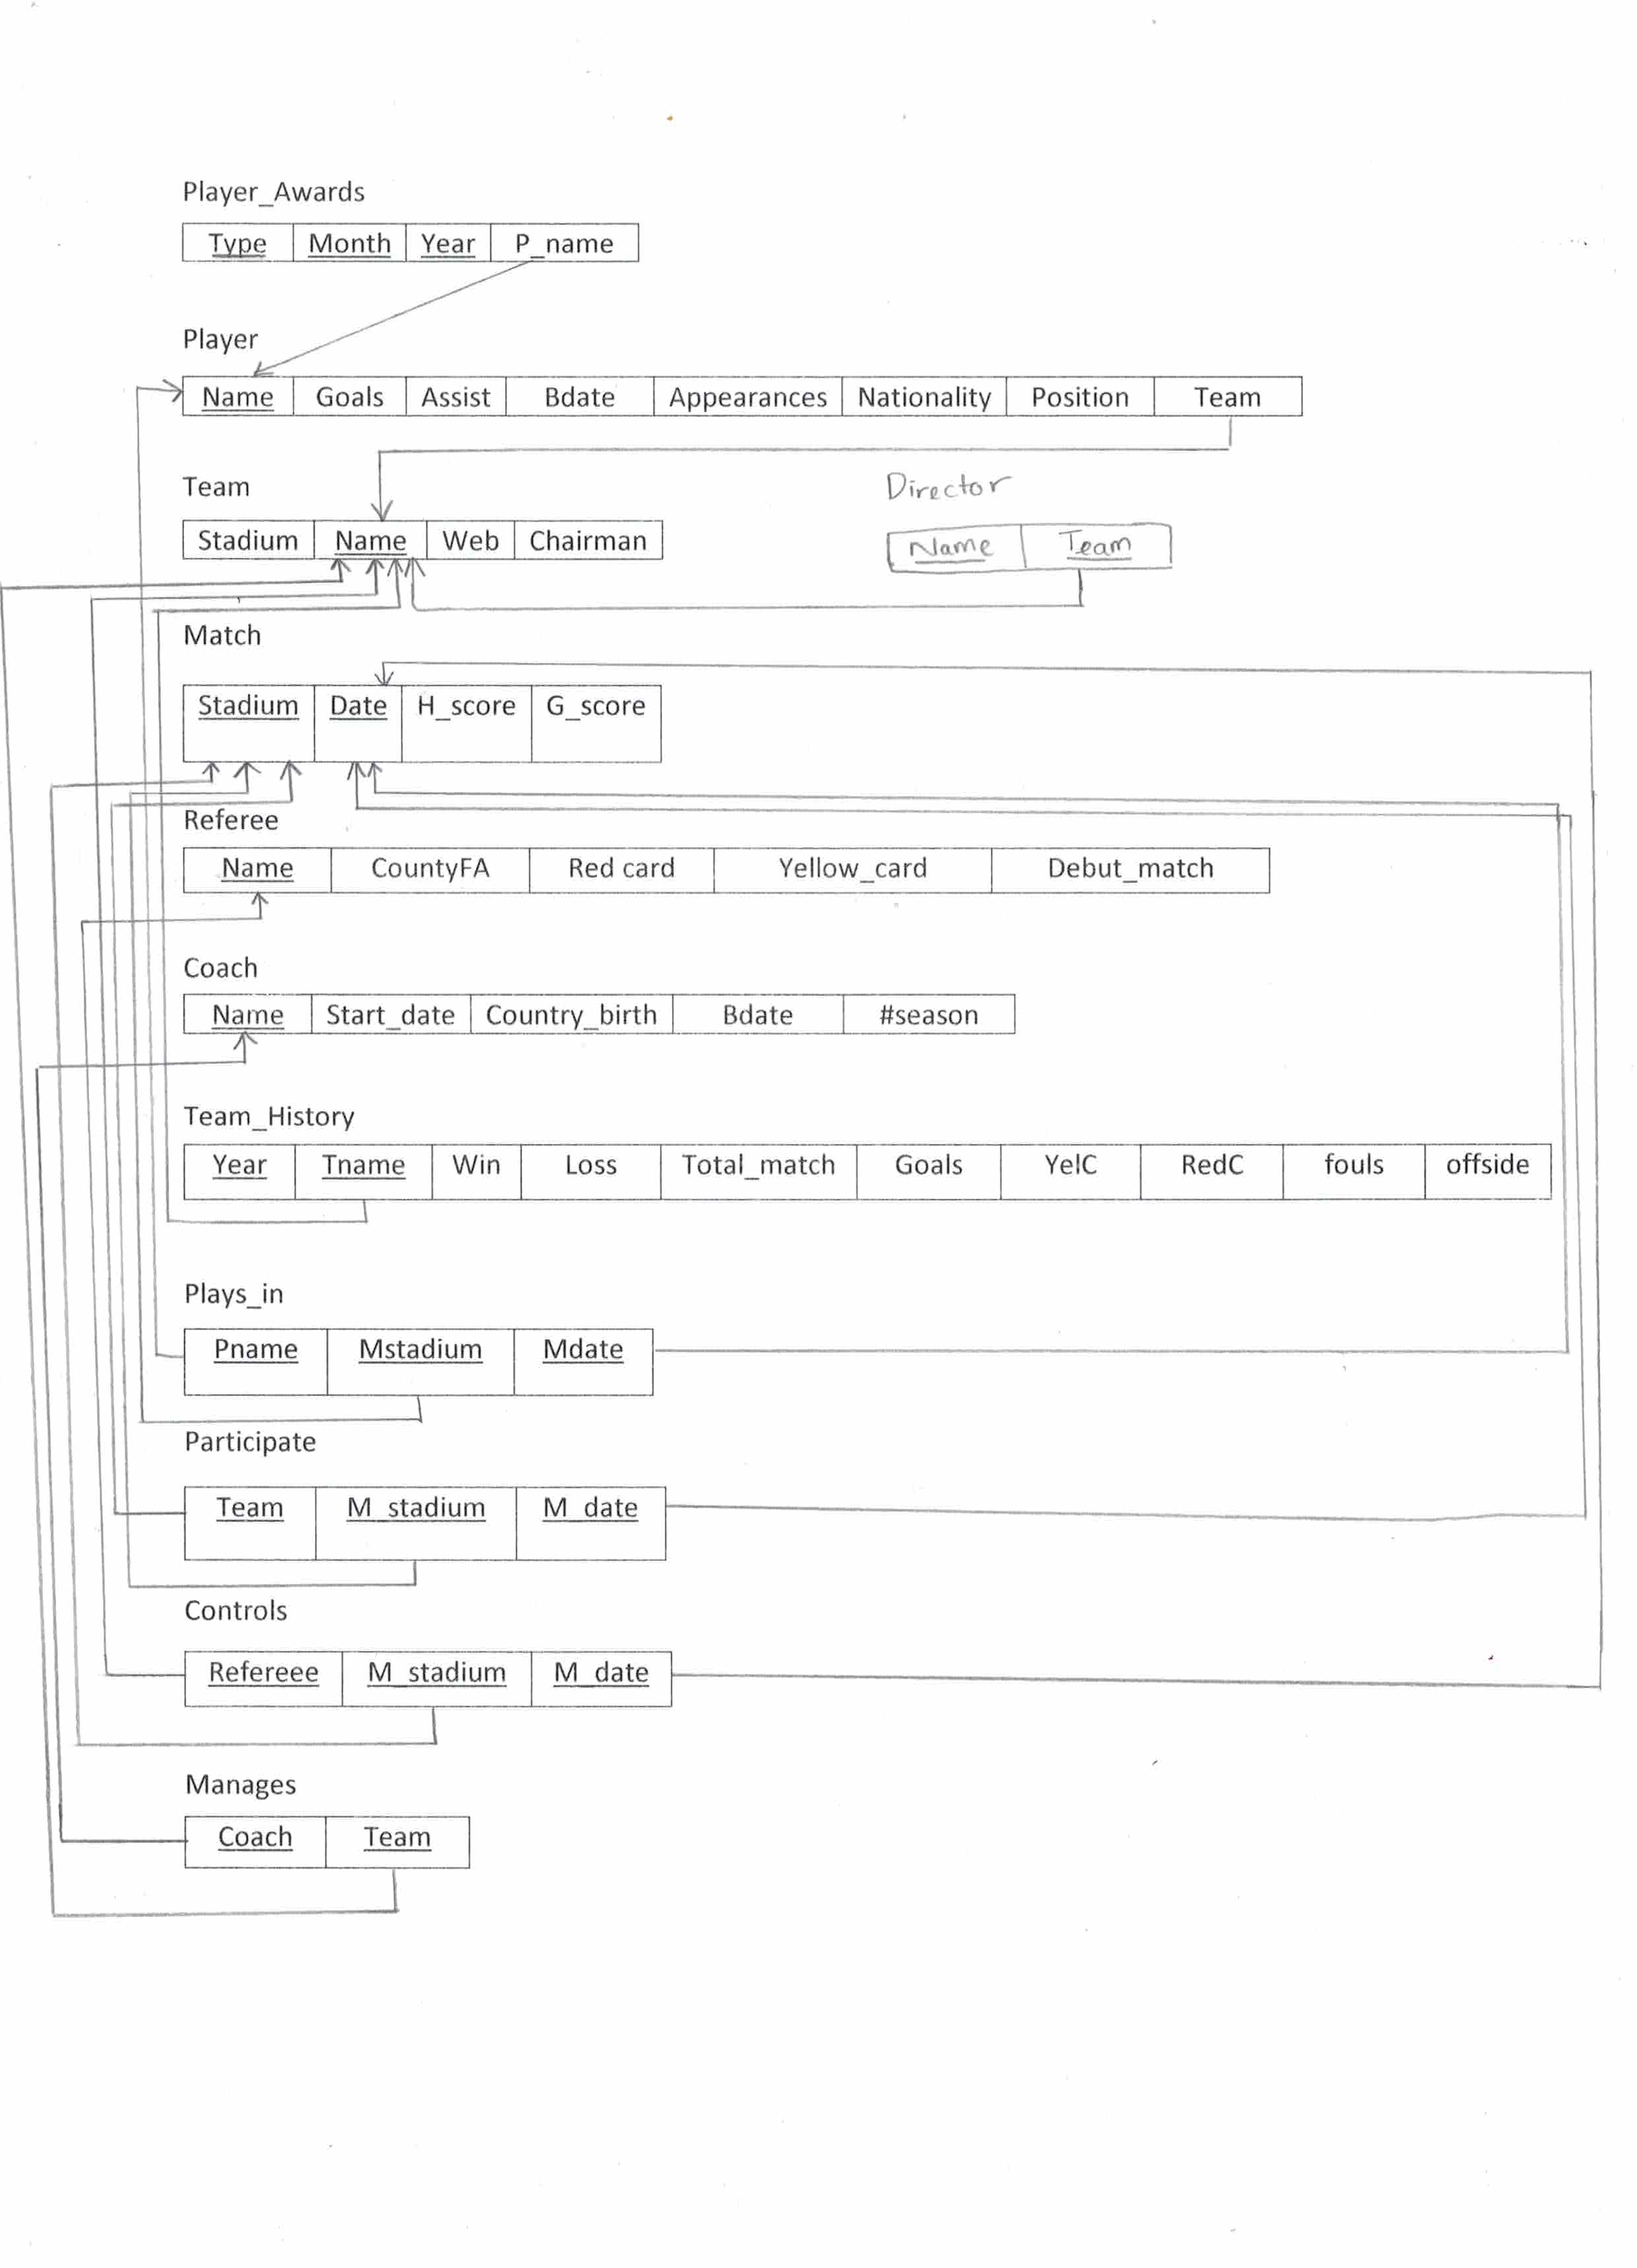 Player_Awards
Type Month Year P_name
Player
Name Goals Assist Bdate Appearances Nationality Position Team
Team
Director
Stadium Name Web Chairman
Name Team
Match
Stadium Date H_score G_score
Referee
Name CountyFA Red card Yellow_card Debut_match
Coach
Name Start_date Country_birth Bdate #season
Team_History
Year Tname Win Loss Total_match Goals YelC RedC fouls offside
Plays_in
Pname Mstadium Mdate
Participate
Team M_stadium M_date
Controls
Refereee M_stadium M_date
Manages
Coach Team